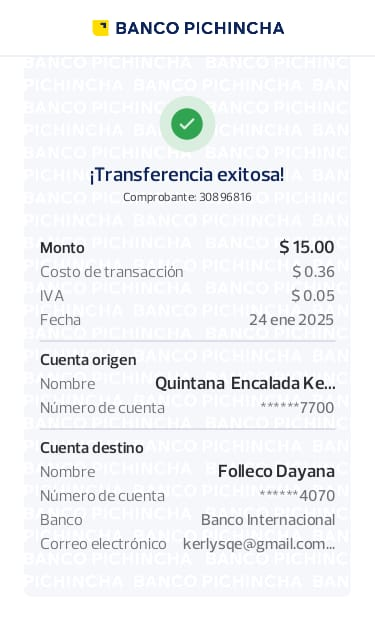 BANCO PICHINCHA
¡Transferencia exitosa!
Comprobante: 30896816
Monto $ 15.00
Costo de transacción $ 0.36
IVA $ 0.05
Fecha 24 ene 2025
Cuenta origen
Nombre Quintana Encalada Ke...
Número de cuenta ******7700
Cuenta destino
Nombre Folleco Dayana
Número de cuenta ******4070
Banco Banco Internacional
Correo electrónico kerlysqe@gmail.com...